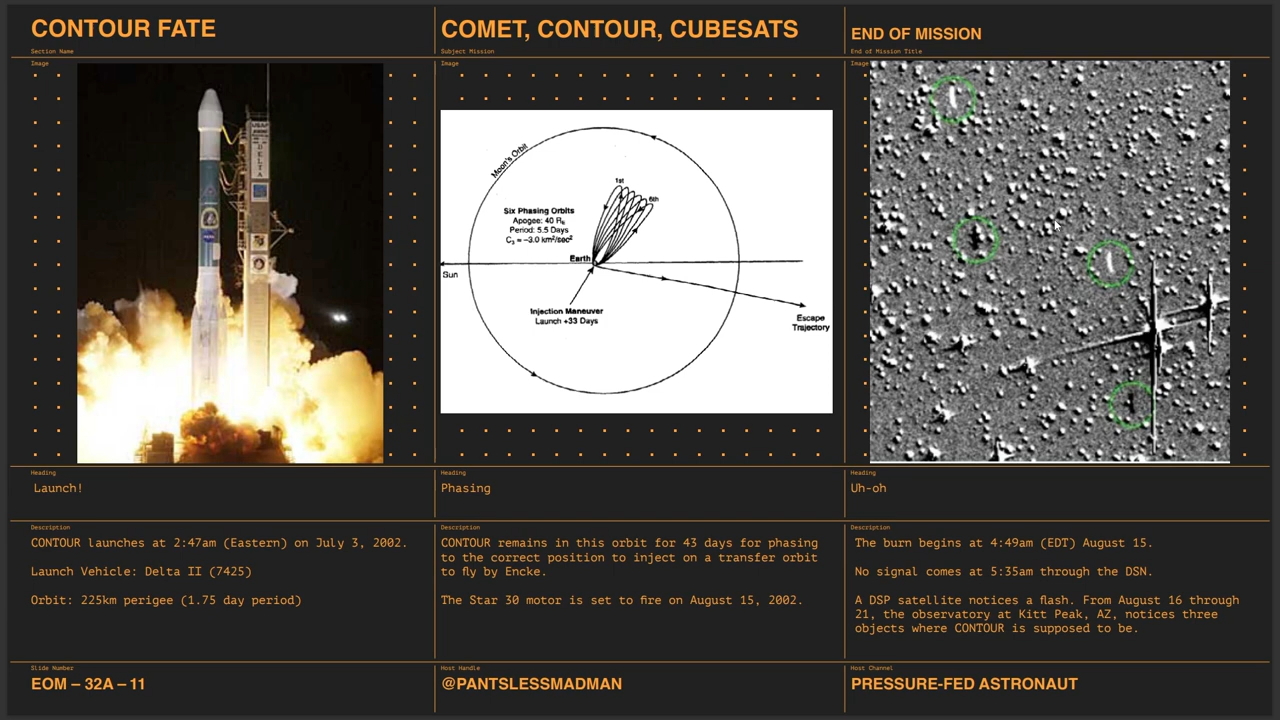 CONTOUR FATE
Section Name
COMET, CONTOUR, CUBESATS
Subject Mission
END OF MISSION
End of Mission Title
Image
USAF
DELTA
NASA
Image
Moon's Orbit
1st
6th
Six Phasing Orbits
Apogee: 40 RE
Period: 5.5 Days
C3 = –3.0 km2/sec2
Earth
Sun
Injection Maneuver
Launch +33 Days
Escape
Trajectory
Image
Heading
Launch!
Heading
Phasing
Heading
Uh-oh
Description
CONTOUR launches at 2:47am (Eastern) on July 3, 2002.
Launch Vehicle: Delta II (7425)
Orbit: 225km perigee (1.75 day period)
Description
CONTOUR remains in this orbit for 43 days for phasing
to the correct position to inject on a transfer orbit
to fly by Encke.
The Star 30 motor is set to fire on August 15, 2002.
Description
The burn begins at 4:49am (EDT) August 15.
No signal comes at 5:35am through the DSN.
A DSP satellite notices a flash. From August 16 through
21, the observatory at Kitt Peak, AZ, notices three
objects where CONTOUR is supposed to be.
Slide Number
EOM – 32A – 11
Host Handle
@PANTSLESSMADMAN
Host Channel
PRESSURE-FED ASTRONAUT